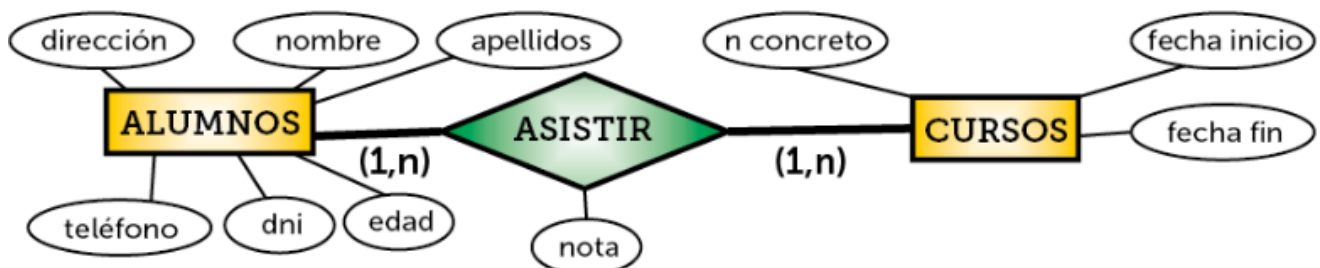 dirección
nombre
apellidos
n concreto
fecha inicio
ALUMNOS
ASISTIR
CURSOS
fecha fin
(1,n)
(1,n)
teléfono
dni
edad
nota